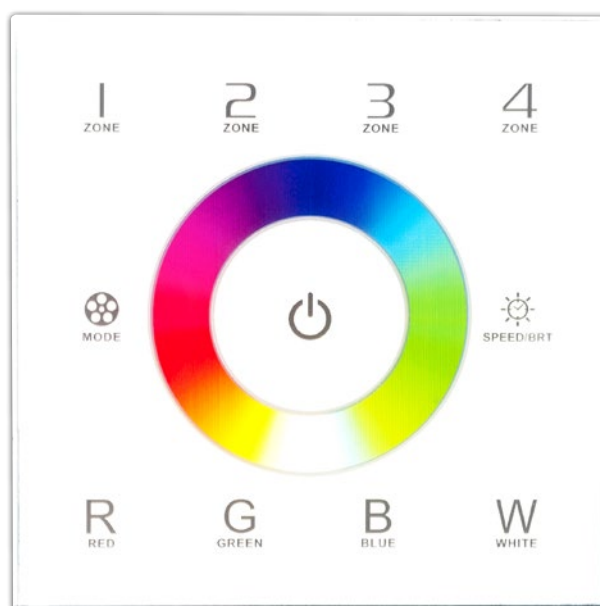 1 2 3 4
ZONE ZONE ZONE ZONE
MODE SPEED/BRT
R G B W
RED GREEN BLUE WHITE